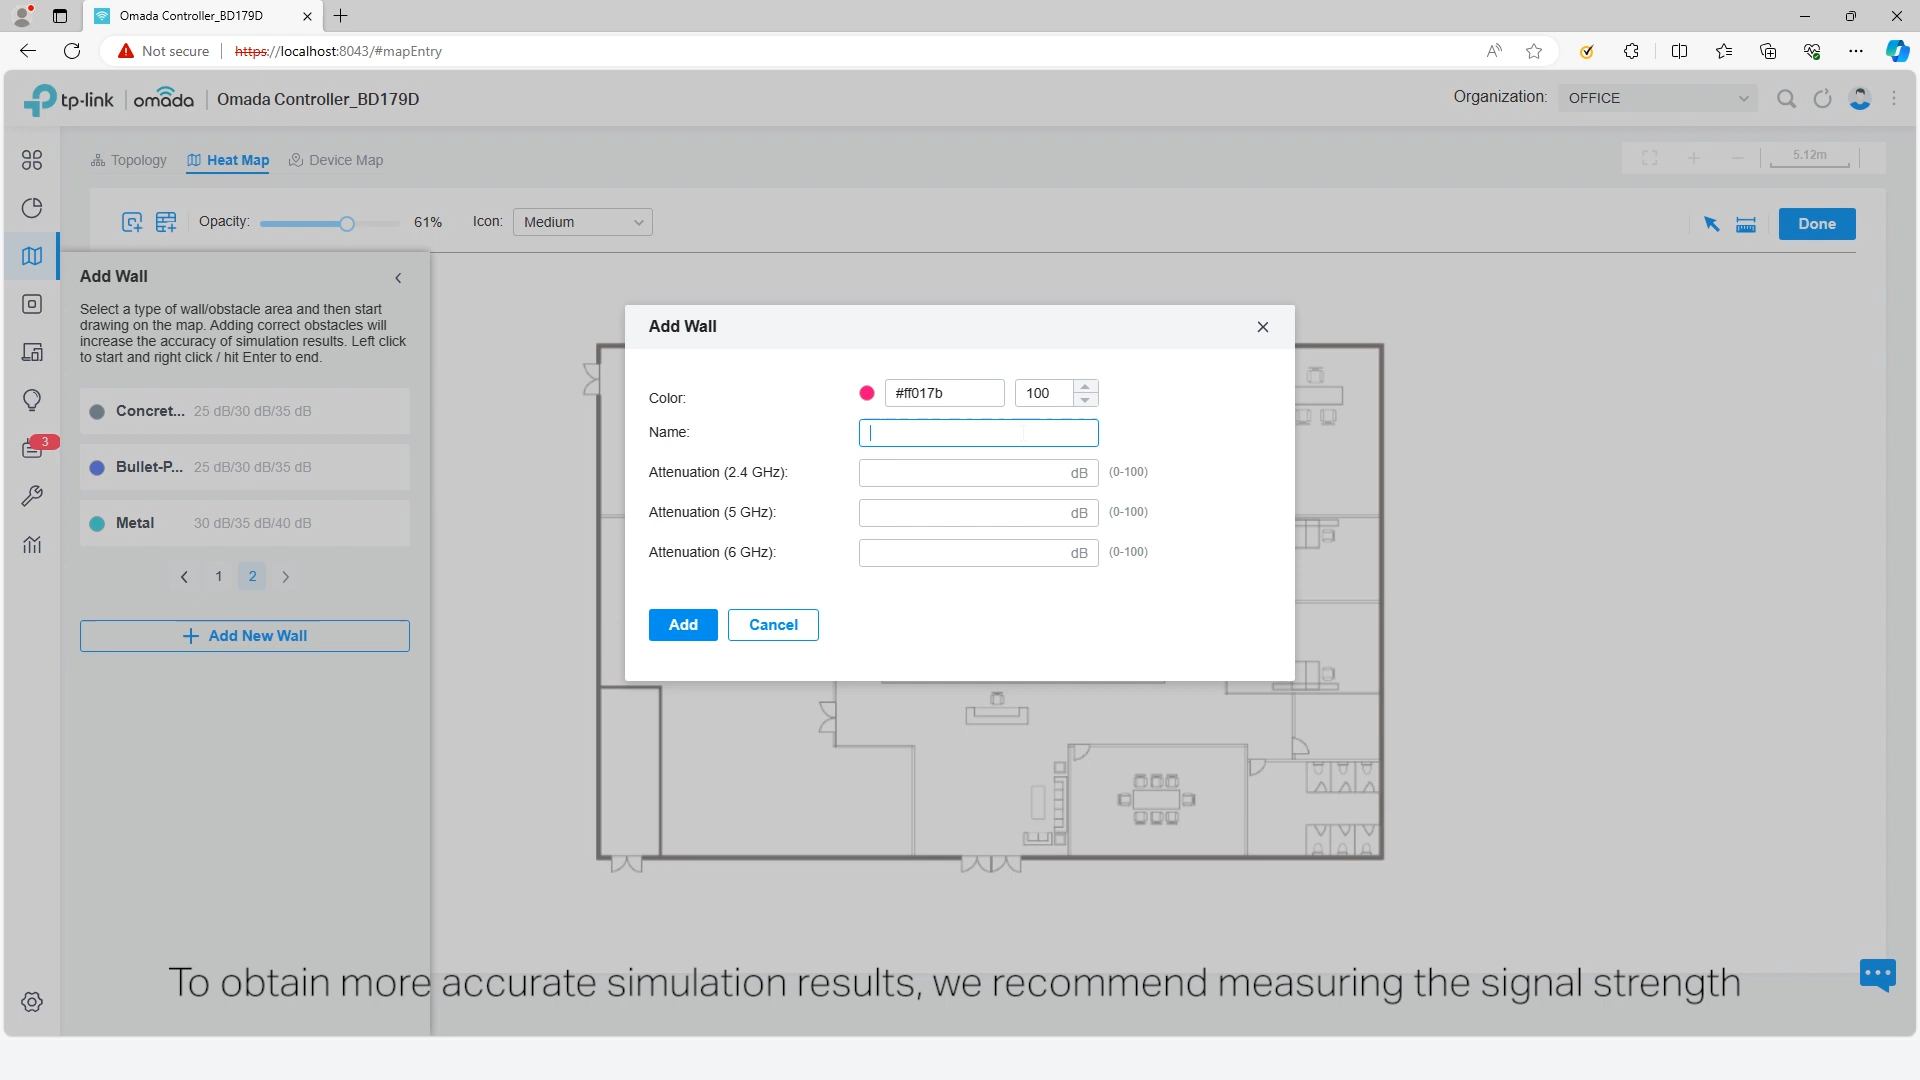 Omada Controller_BD179D
Not secure
https://localhost:8043/#mapEntry
tp-link
omada
Omada Controller_BD179D
Organization:
OFFICE
Topology
Heat Map
Device Map
5.12m
Opacity:
61%
Icon:
Medium
Done
Add Wall
Select a type of wall/obstacle area and then start
drawing on the map. Adding correct obstacles will
increase the accuracy of simulation results. Left click
to start and right click / hit Enter to end.
Concret... 25 dB/30 dB/35 dB
Bullet-P... 25 dB/30 dB/35 dB
Metal 30 dB/35 dB/40 dB
1 2
Add New Wall
3
Add Wall
Color: #ff017b 100
Name:
Attenuation (2.4 GHz): dB (0-100)
Attenuation (5 GHz): dB (0-100)
Attenuation (6 GHz): dB (0-100)
Add Cancel
To obtain more accurate simulation results, we recommend measuring the signal strength